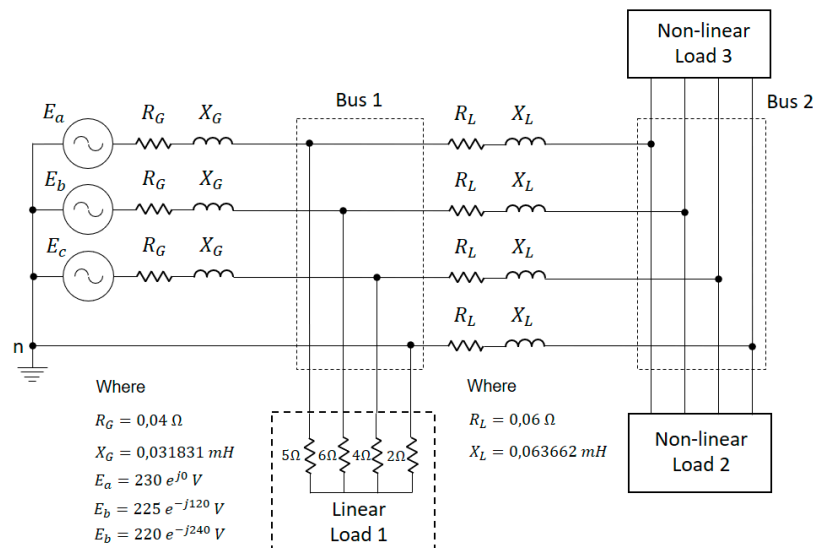 Non-linear
Load 3
Bus 1
Bus 2
E_a
R_G
X_G
R_L
X_L
E_b
R_G
X_G
R_L
X_L
E_c
R_G
X_G
R_L
X_L
R_L
X_L
n
Where
R_G = 0,04 Ω
X_G = 0,031831 mH
E_a = 230 e^{j0} V
E_b = 225 e^{-j120} V
E_b = 220 e^{-j240} V
5Ω
6Ω
4Ω
2Ω
Linear
Load 1
Where
R_L = 0,06 Ω
X_L = 0,063662 mH
Non-linear
Load 2